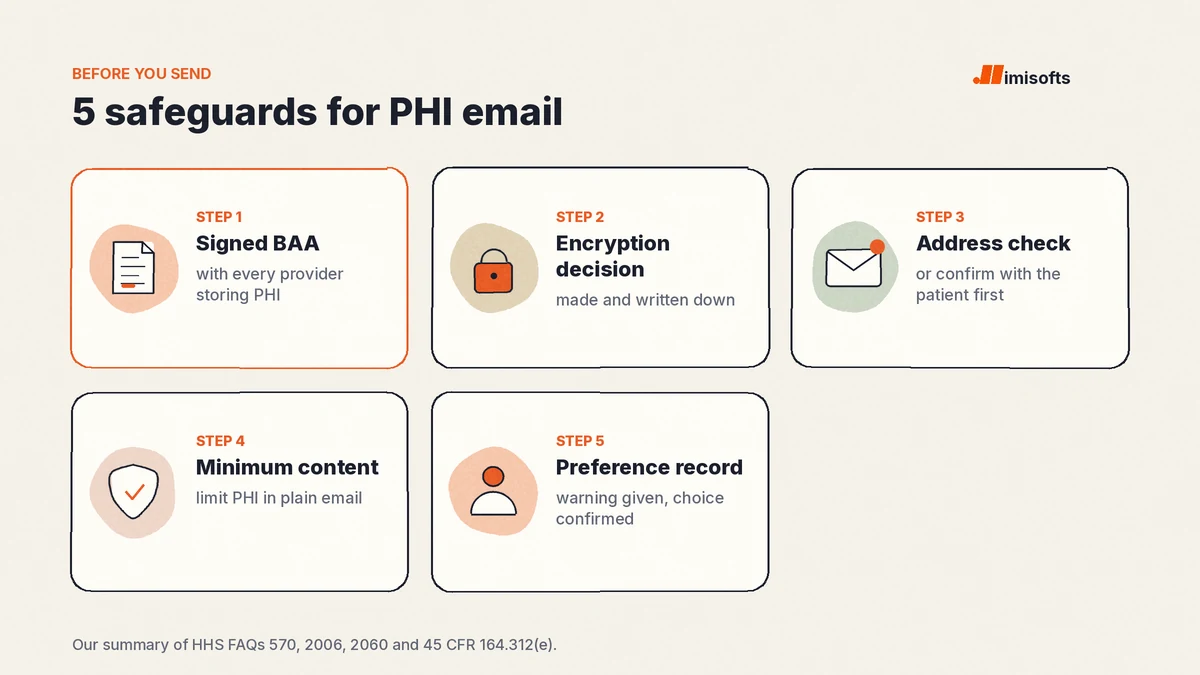 BEFORE YOU SEND
5 safeguards for PHI email
imisofts
STEP 1
Signed BAA
with every provider
storing PHI
STEP 2
Encryption
decision
made and written down
STEP 3
Address check
or confirm with the
patient first
STEP 4
Minimum content
limit PHI in plain email
STEP 5
Preference record
warning given, choice
confirmed
Our summary of HHS FAQs 570, 2006, 2060 and 45 CFR 164.312(e).